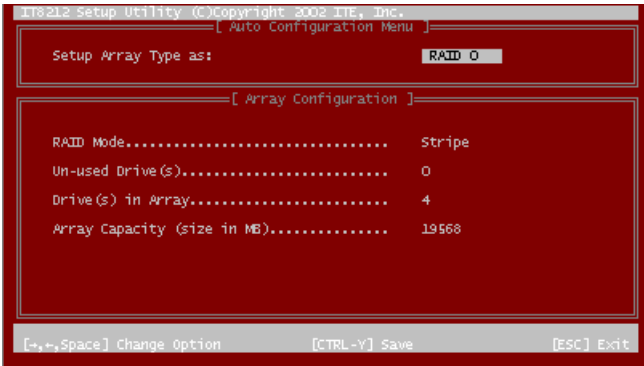 IT8212 Setup Utility (C)Copyright 2002 ITE, Inc.
[ Auto Configuration Menu ]
Setup Array Type as: RAID 0
[ Array Configuration ]
RAID Mode................................ Stripe
Un-used Drive(s)......................... 0
Drive(s) in Array........................ 4
Array Capacity (size in MB).............. 19568
[→,←,Space] Change Option [CTRL-Y] Save [ESC] Exit